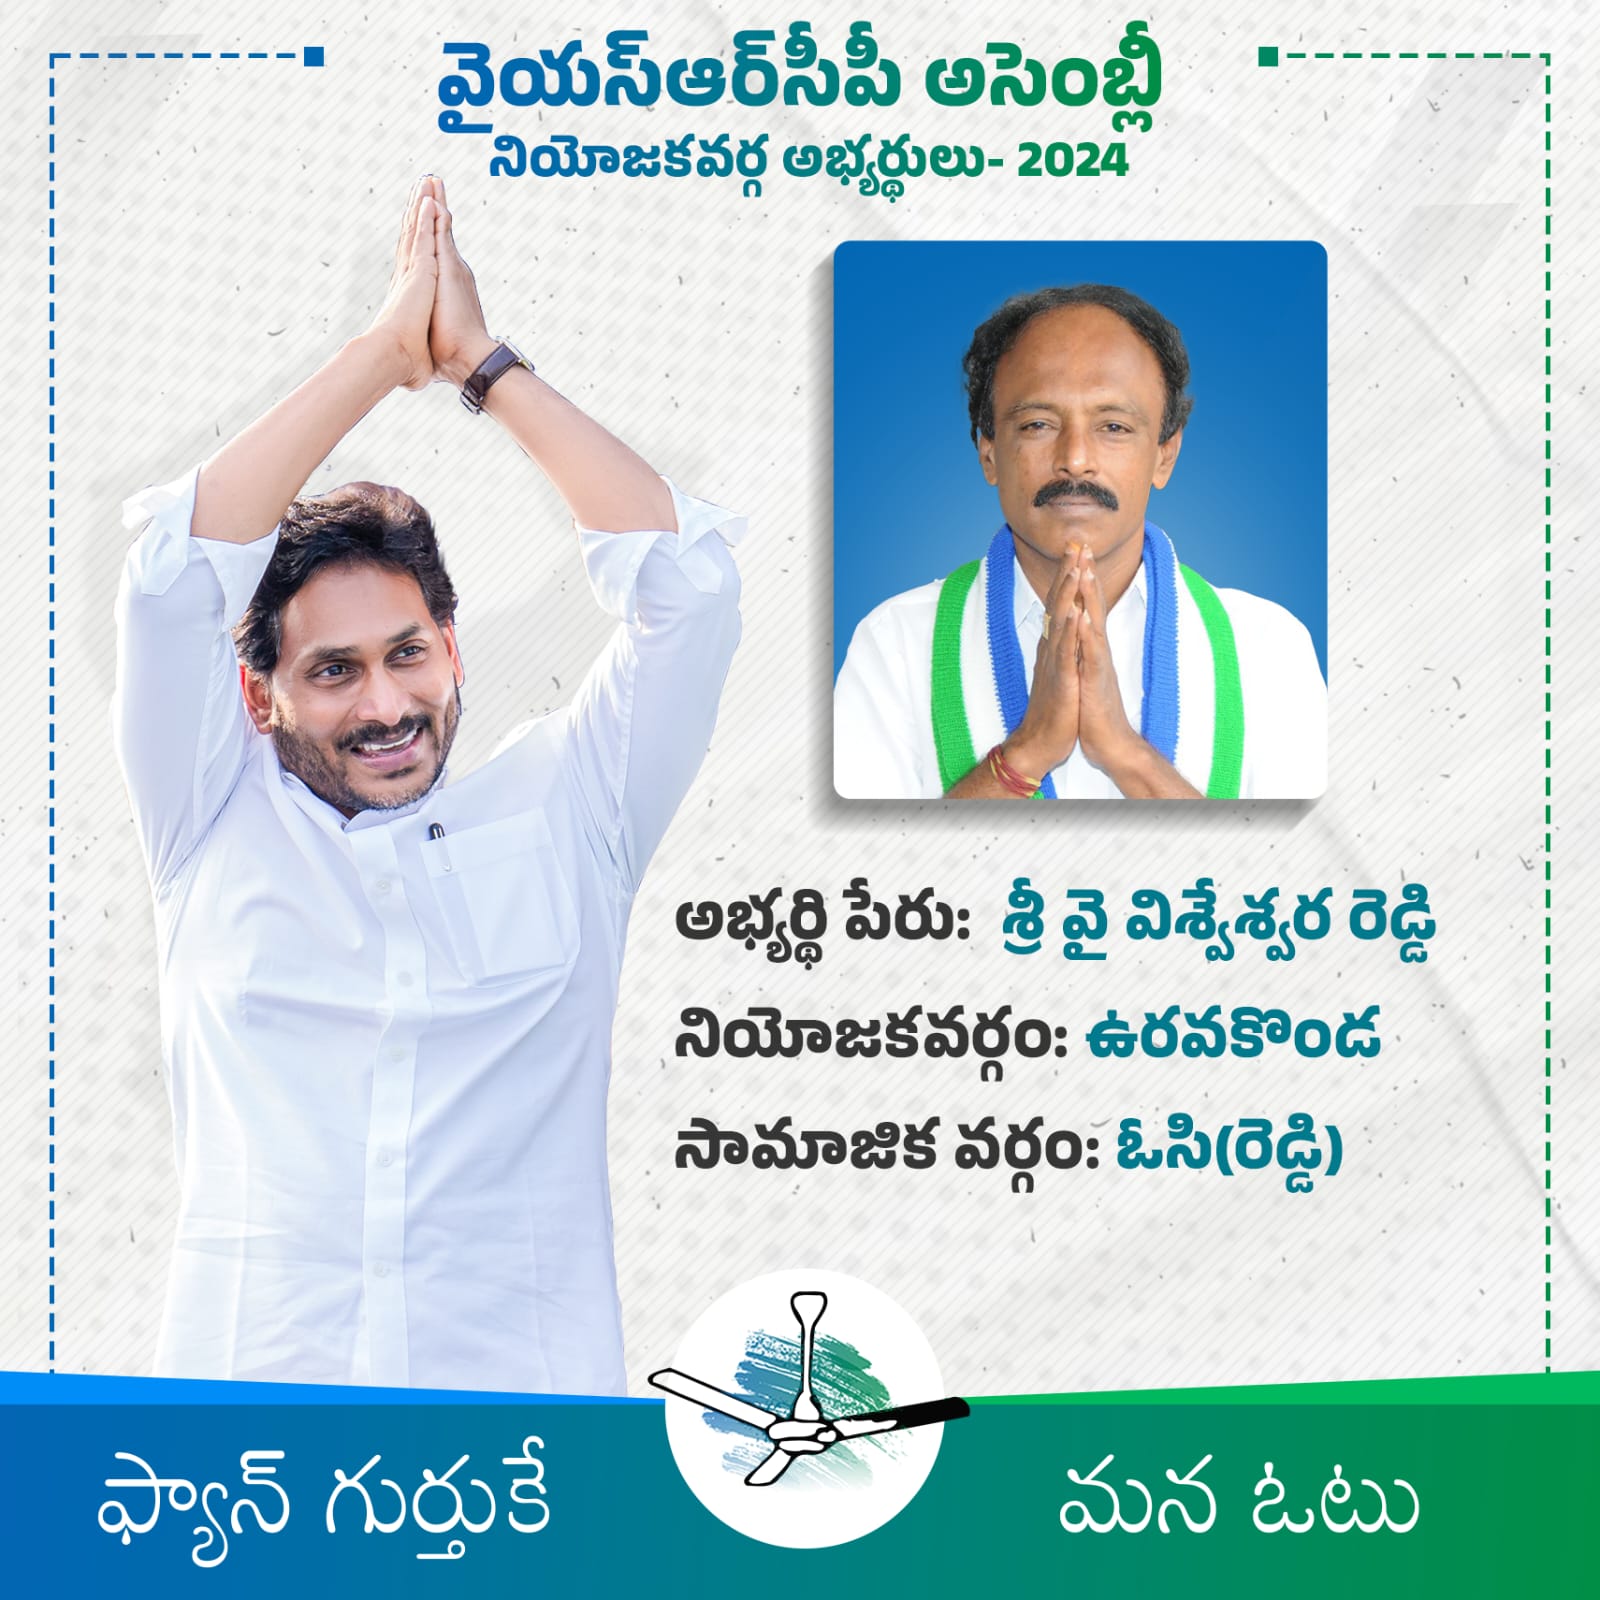 వైయస్ఆర్‌సీపీ అసెంబ్లీ
నియోజకవర్గ అభ్యర్థులు- 2024
అభ్యర్థి పేరు: శ్రీ వై విశ్వేశ్వర రెడ్డి
నియోజకవర్గం: ఉరవకొండ
సామాజిక వర్గం: ఓసి(రెడ్డి)
ఫ్యాన్ గుర్తుకే మన ఓటు